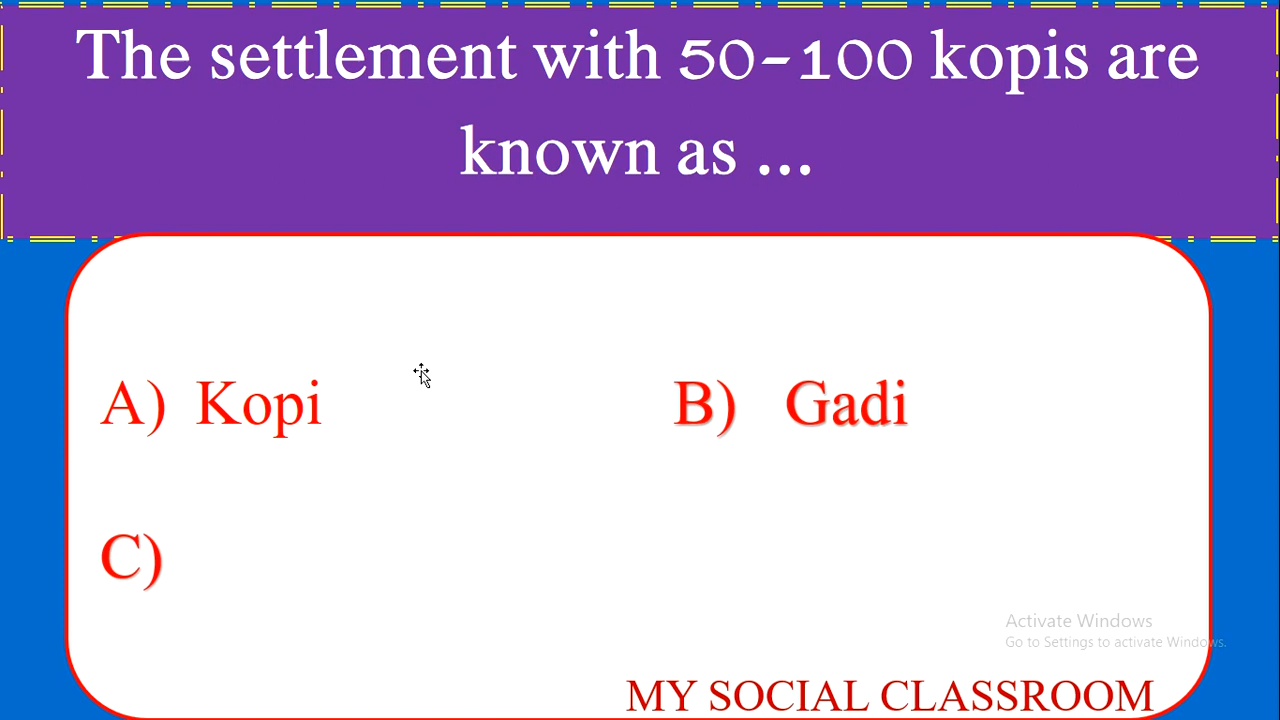 The settlement with 50-100 kopis are
known as ...
A) Kopi
B) Gadi
C)
Activate Windows
Go to Settings to activate Windows.
MY SOCIAL CLASSROOM